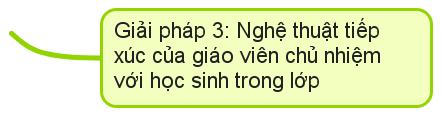 Giải pháp 3: Nghệ thuật tiếp
xúc của giáo viên chủ nhiệm
với học sinh trong lớp